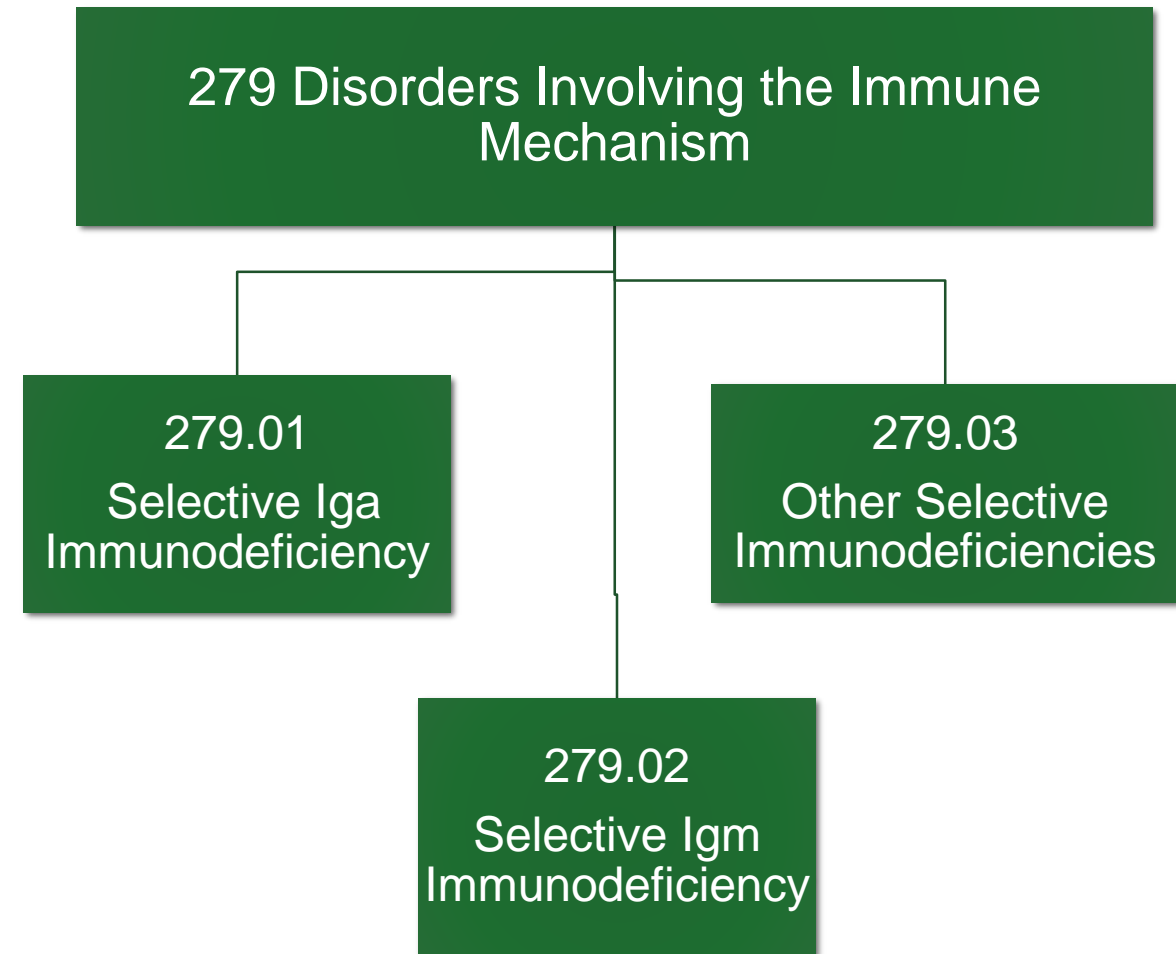 279 Disorders Involving the Immune
Mechanism
279.01
Selective Iga
Immunodeficiency
279.03
Other Selective
Immunodeficiencies
279.02
Selective Igm
Immunodeficiency